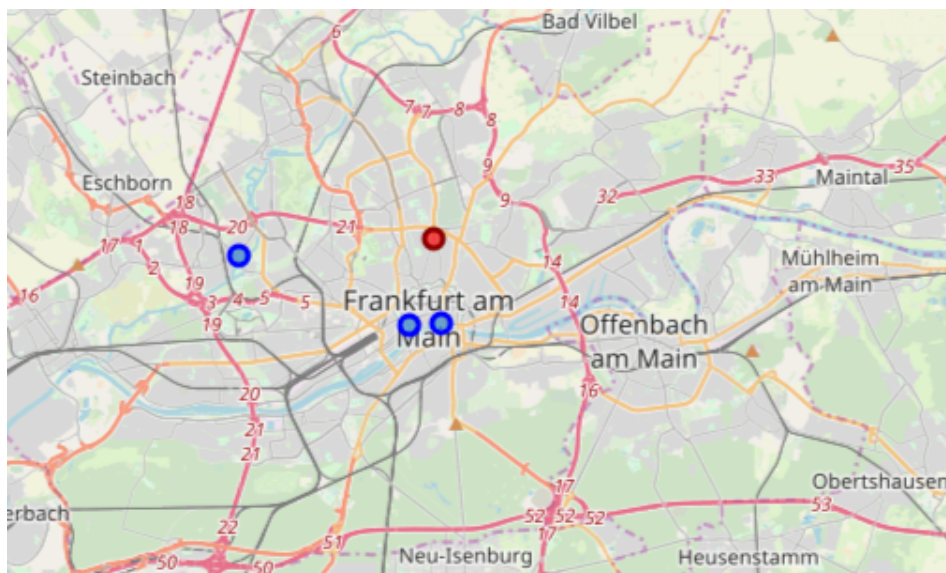 Bad Vilbel
6
Steinbach
7
7
8
8
9
33
35
Eschborn
32
9
Maintal
18
18
20
21
17
1
14
Mühlheim
am Main
2
16
19
3
4
5
5
14
Frankfurt am
Main
19
Offenbach
am Main
20
16
21
21
17
Obertshausen
53
erbach
22
52
52
52
51
17
50
50
Neu-Isenburg
Heusenstamm